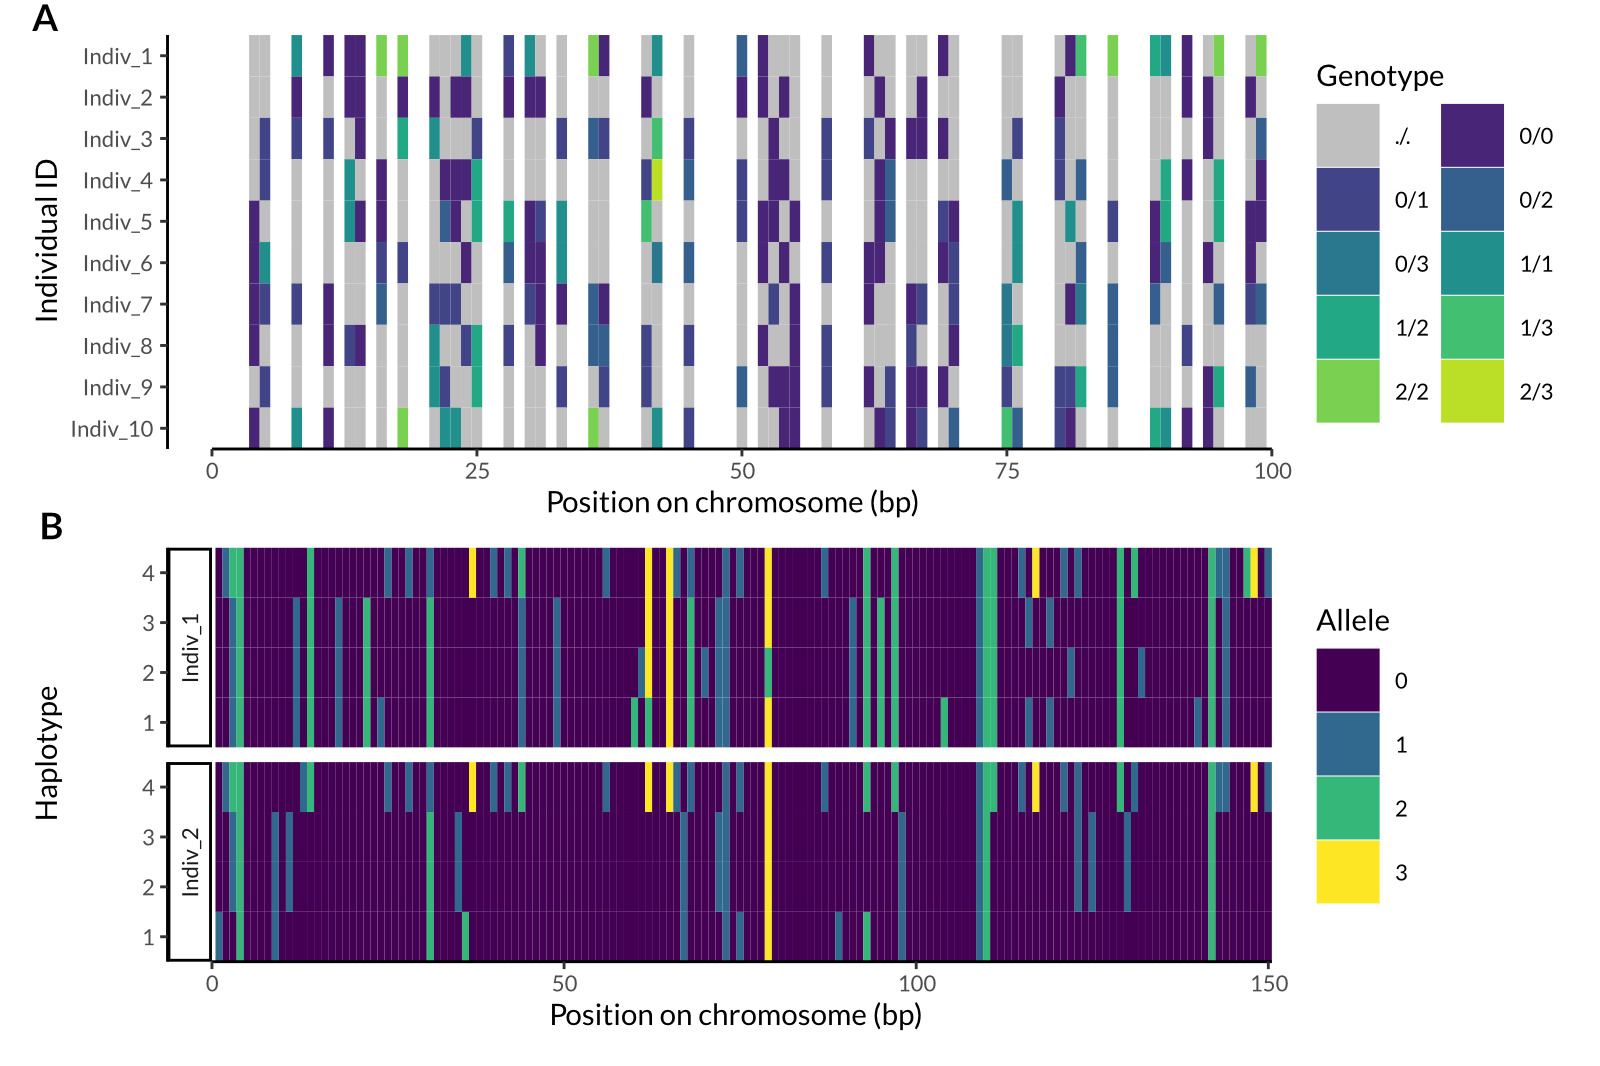 A
Individual ID
Indiv_1
Indiv_2
Indiv_3
Indiv_4
Indiv_5
Indiv_6
Indiv_7
Indiv_8
Indiv_9
Indiv_10
0 25 50 75 100
Position on chromosome (bp)
Genotype
./. 0/0
0/1 0/2
0/3 1/1
1/2 1/3
2/2 2/3
B
Haplotype
Indiv_1
4
3
2
1
Indiv_2
4
3
2
1
0 50 100 150
Position on chromosome (bp)
Allele
0
1
2
3